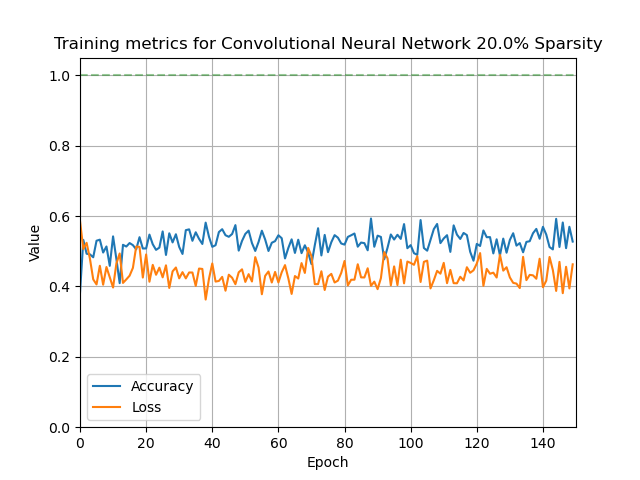 Training metrics for Convolutional Neural Network 20.0% Sparsity
1.0
0.8
0.6
0.4
0.2
0.0
Value
Accuracy
Loss
0 20 40 60 80 100 120 140
Epoch